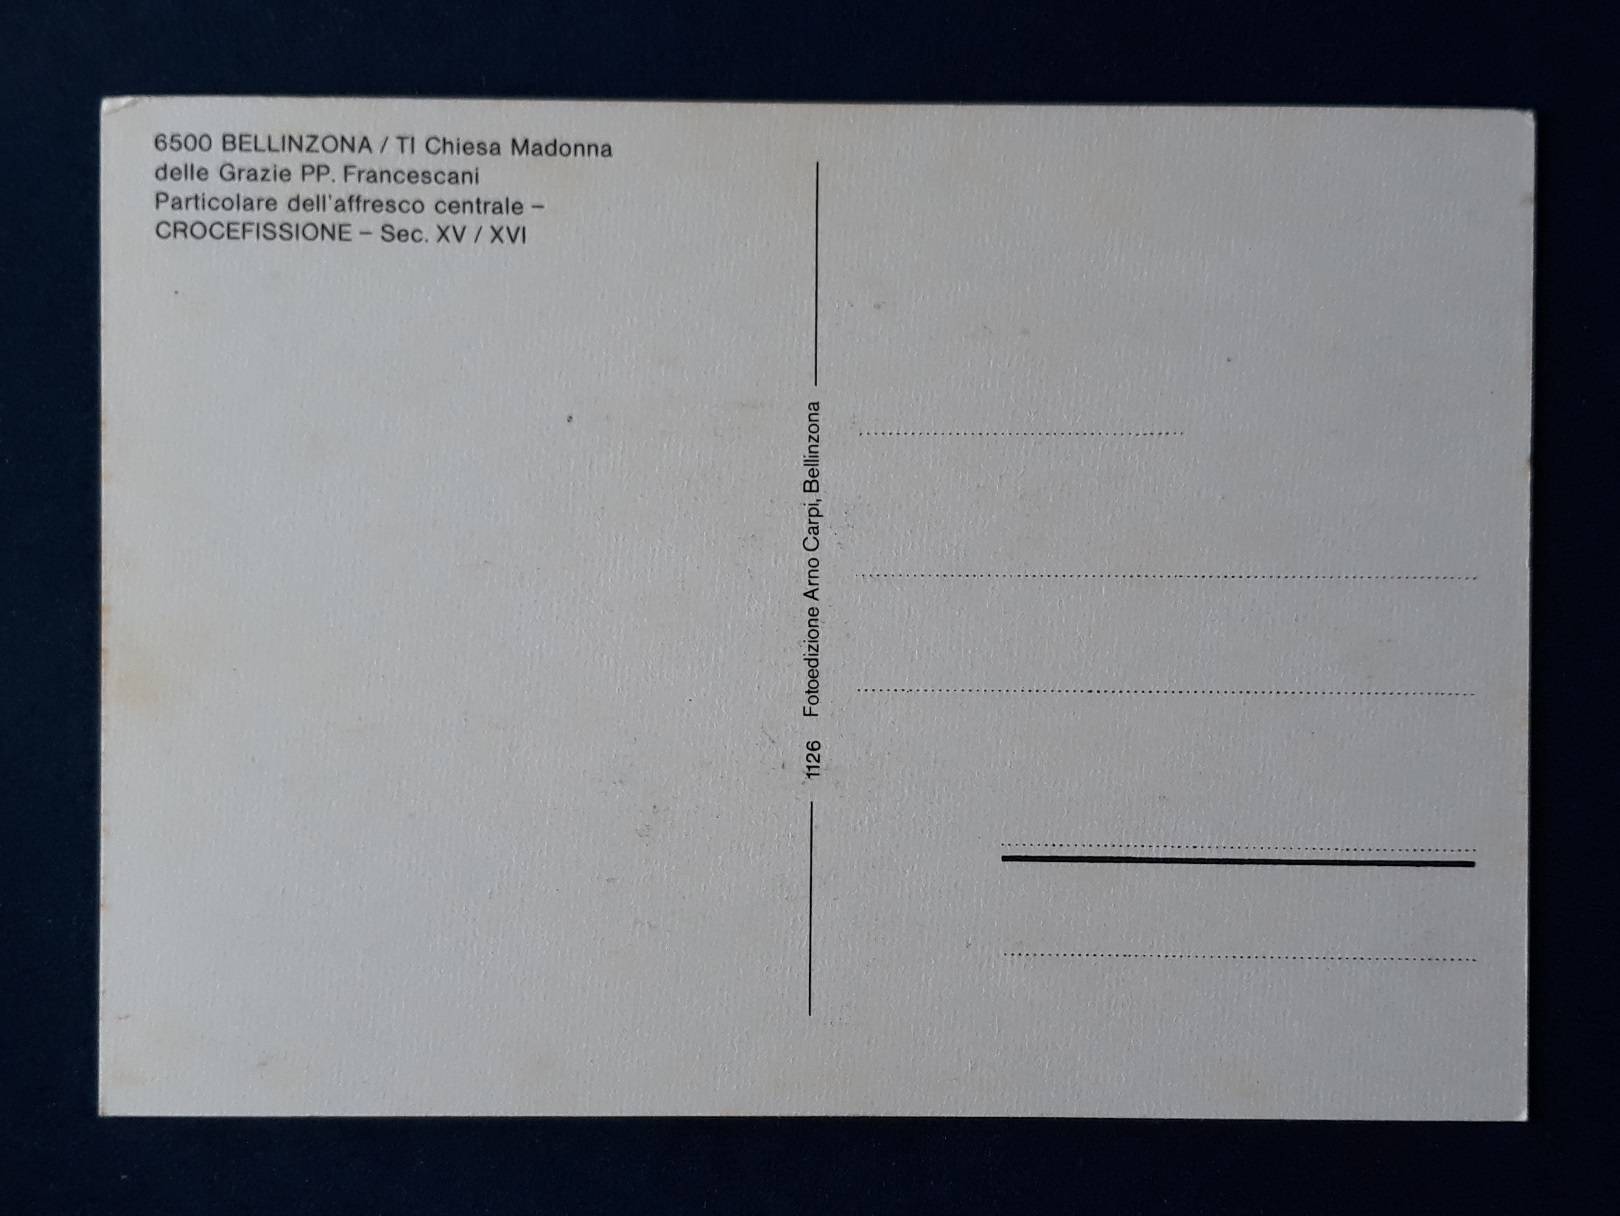 6500 BELLINZONA / TI Chiesa Madonna
delle Grazie PP. Francescani
Particolare dell'affresco centrale –
CROCEFISSIONE – Sec. XV / XVI
1126 Fotoedizione Arno Carpi, Bellinzona